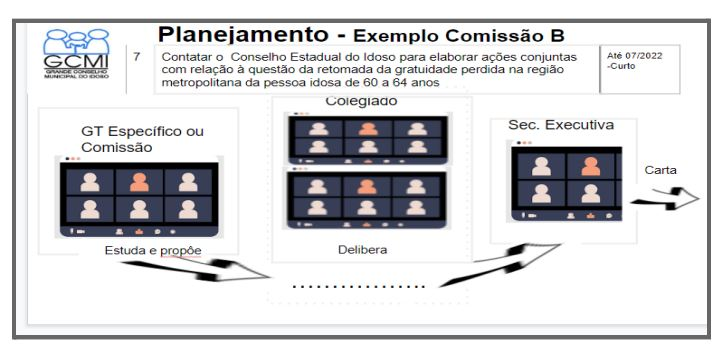 Planejamento - Exemplo Comissão B
GCMI
GRANDE CONSELHO
MUNICIPAL DO IDOSO
7
Contatar o Conselho Estadual do Idoso para elaborar ações conjuntas
com relação à questão da retomada da gratuidade perdida na região
metropolitana da pessoa idosa de 60 a 64 anos
Até 07/2022
-Curto
GT Específico ou
Comissão
Estuda e propôe
Colegiado
Delibera
..................
Sec. Executiva
Carta